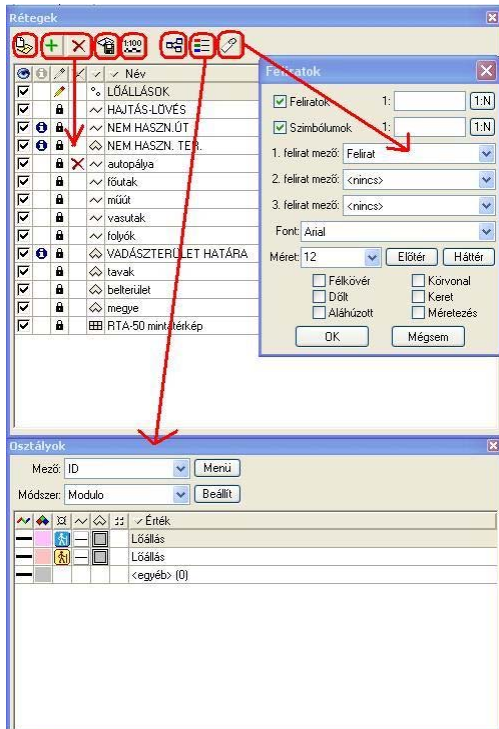 Rétegek
1:100
Név
LŐÁLLÁSOK
HAJTÁS-LÖVÉS
NEM HASZN.ÚT
NEM HASZN. TER.
autopálya
főutak
műút
vasutak
folyók
VADÁSZTERÜLET HATÁRA
tavak
belterület
megye
RTA-50 mintatérkép
Feliratok
Feliratok 1: 1:N
Szimbólumok 1: 1:N
1. felirat mező: Felirat
2. felirat mező: <nincs>
3. felirat mező: <nincs>
Font: Arial
Méret: 12 Előtér Háttér
Félkövér Körvonal
Dőlt Keret
Aláhúzott Méretezés
OK Mégsem
Osztályok
Mező: ID Menü
Módszer: Modulo Beállít
Érték
Lőállás
Lőállás
<egyéb> (0)